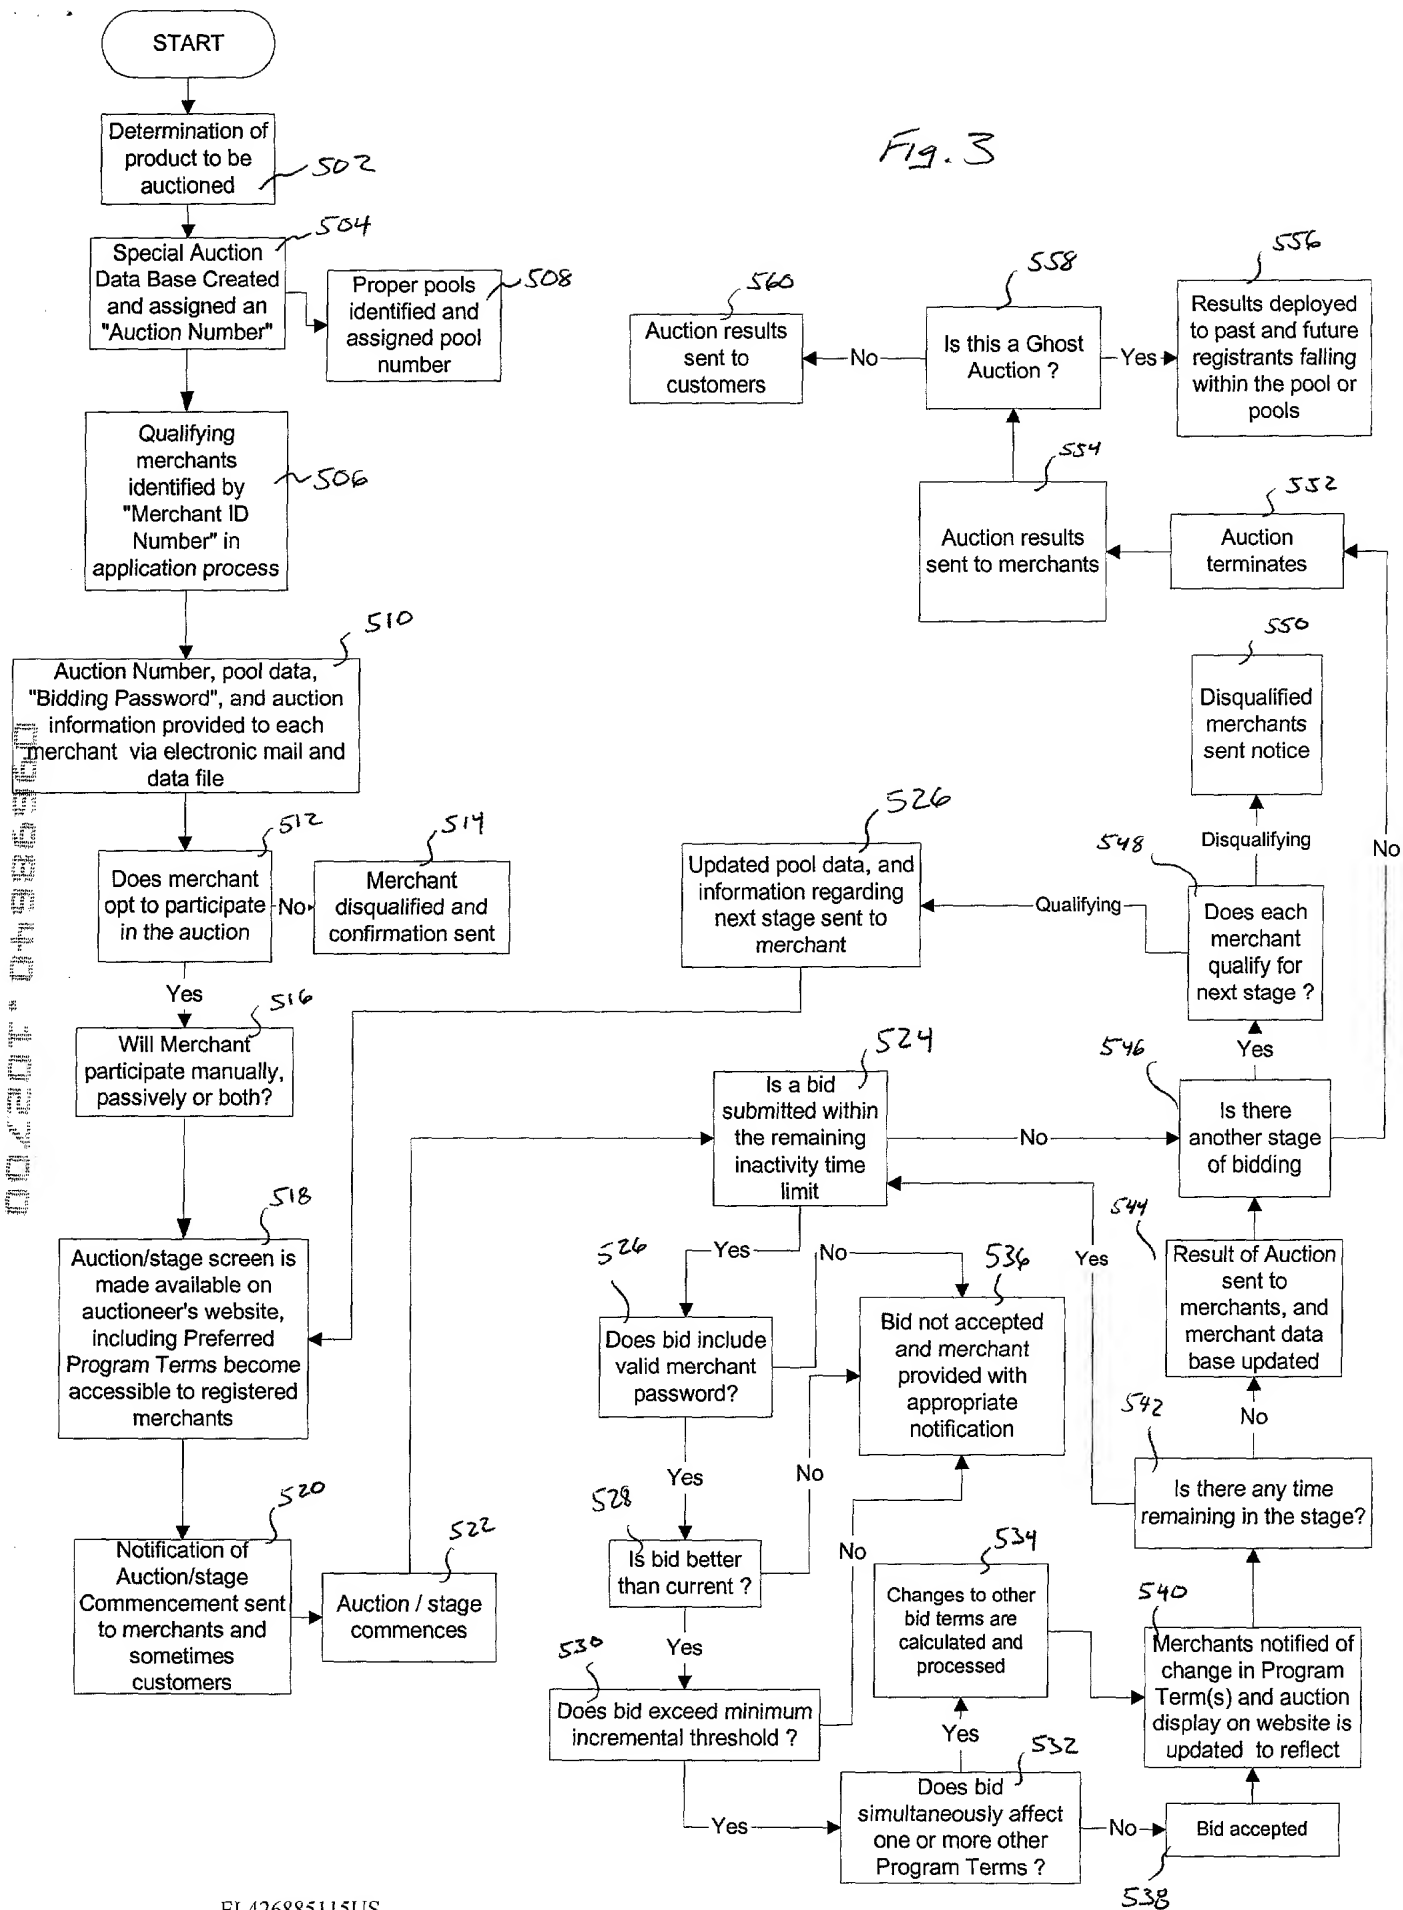 START
Determination of
product to be
auctioned
502
504
Special Auction
Data Base Created
and assigned an
"Auction Number"
Proper pools
identified and
assigned pool
number
508
Qualifying
merchants
identified by
"Merchant ID
Number" in
application process
506
510
Auction Number, pool data,
"Bidding Password", and auction
information provided to each
merchant via electronic mail and
data file
512
Does merchant
opt to participate
in the auction
No
514
Merchant
disqualified and
confirmation sent
Yes
516
Will Merchant
participate manually,
passively or both?
518
Auction/stage screen is
made available on
auctioneer's website,
including Preferred
Program Terms become
accessible to registered
merchants
520
Notification of
Auction/stage
Commencement sent
to merchants and
sometimes
customers
522
Auction / stage
commences
Fig. 3
560
Auction results
sent to
customers
No
558
Is this a Ghost
Auction ?
Yes
556
Results deployed
to past and future
registrants falling
within the pool or
pools
554
Auction results
sent to merchants
552
Auction
terminates
550
Disqualified
merchants
sent notice
Disqualifying
No
526
Updated pool data, and
information regarding
next stage sent to
merchant
Qualifying
548
Does each
merchant
qualify for
next stage ?
Yes
546
Is there
another stage
of bidding
524
Is a bid
submitted within
the remaining
inactivity time
limit
No
Yes
No
526
Does bid include
valid merchant
password?
536
Bid not accepted
and merchant
provided with
appropriate
notification
Yes
544
Result of Auction
sent to
merchants, and
merchant data
base updated
No
542
Is there any time
remaining in the stage?
Yes
No
528
Is bid better
than current ?
No
Yes
530
Does bid exceed minimum
incremental threshold ?
534
Changes to other
bid terms are
calculated and
processed
540
Merchants notified of
change in Program
Term(s) and auction
display on website is
updated to reflect
Yes
532
Does bid
simultaneously affect
one or more other
Program Terms ?
Yes
No
Bid accepted
538
EL426885115US